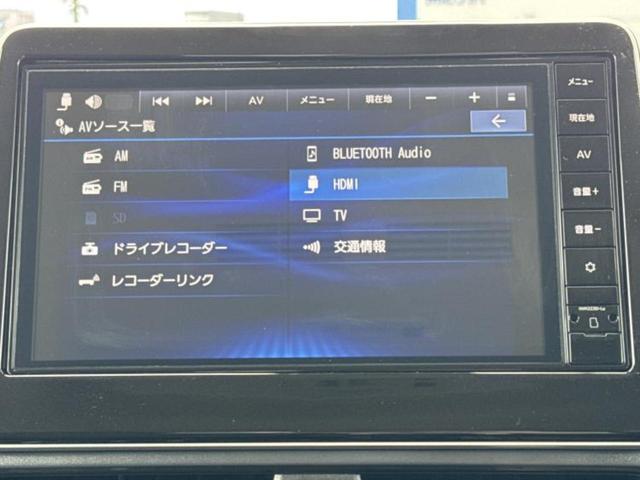 AV メニュー 現在地 − +
AVソース一覧
AM
FM
SD
ドライブレコーダー
レコーダーリンク
BLUETOOTH Audio
HDMI
TV
交通情報
メニュー
現在地
AV
音量+
音量−